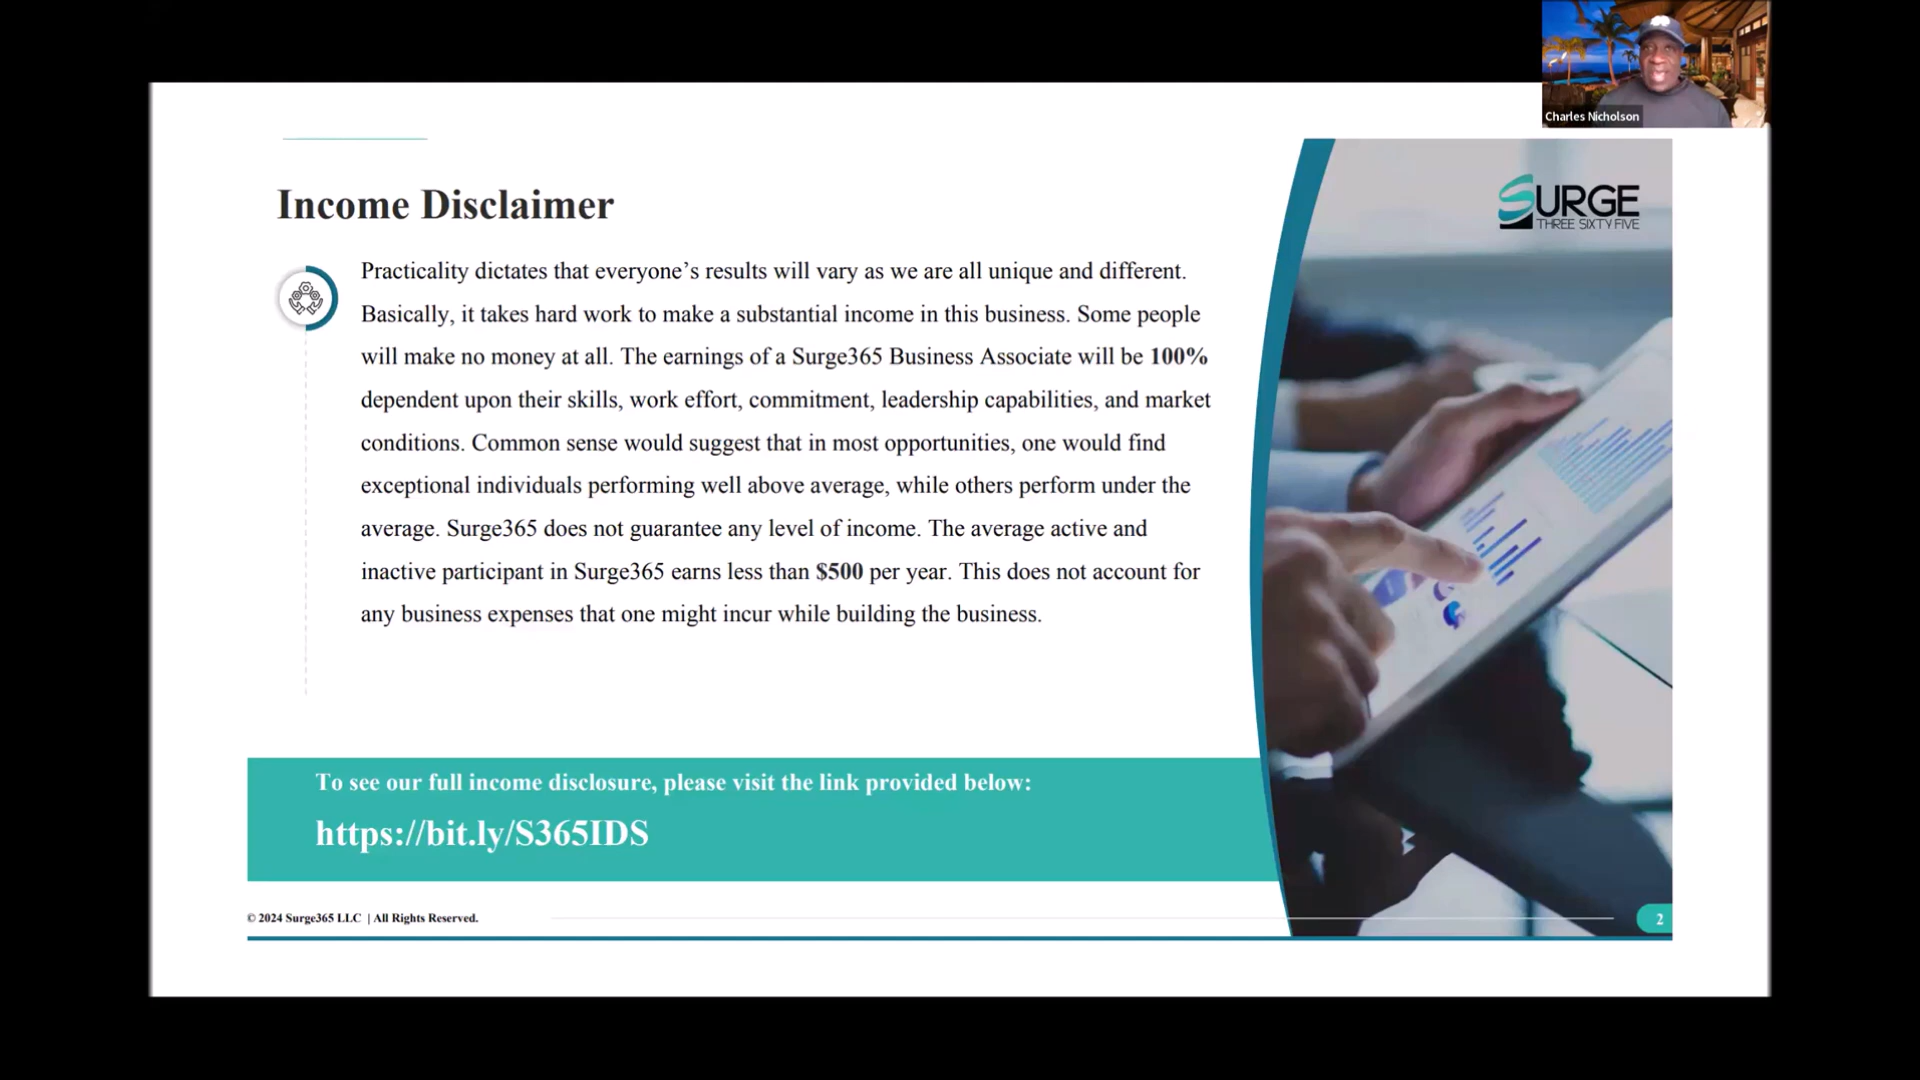 Charles Nicholson
SURGE
THREE SIXTY FIVE
Income Disclaimer
Practicality dictates that everyone’s results will vary as we are all unique and different.
Basically, it takes hard work to make a substantial income in this business. Some people
will make no money at all. The earnings of a Surge365 Business Associate will be 100%
dependent upon their skills, work effort, commitment, leadership capabilities, and market
conditions. Common sense would suggest that in most opportunities, one would find
exceptional individuals performing well above average, while others perform under the
average. Surge365 does not guarantee any level of income. The average active and
inactive participant in Surge365 earns less than $500 per year. This does not account for
any business expenses that one might incur while building the business.
To see our full income disclosure, please visit the link provided below:
https://bit.ly/S365IDS
© 2024 Surge365 LLC | All Rights Reserved.
2